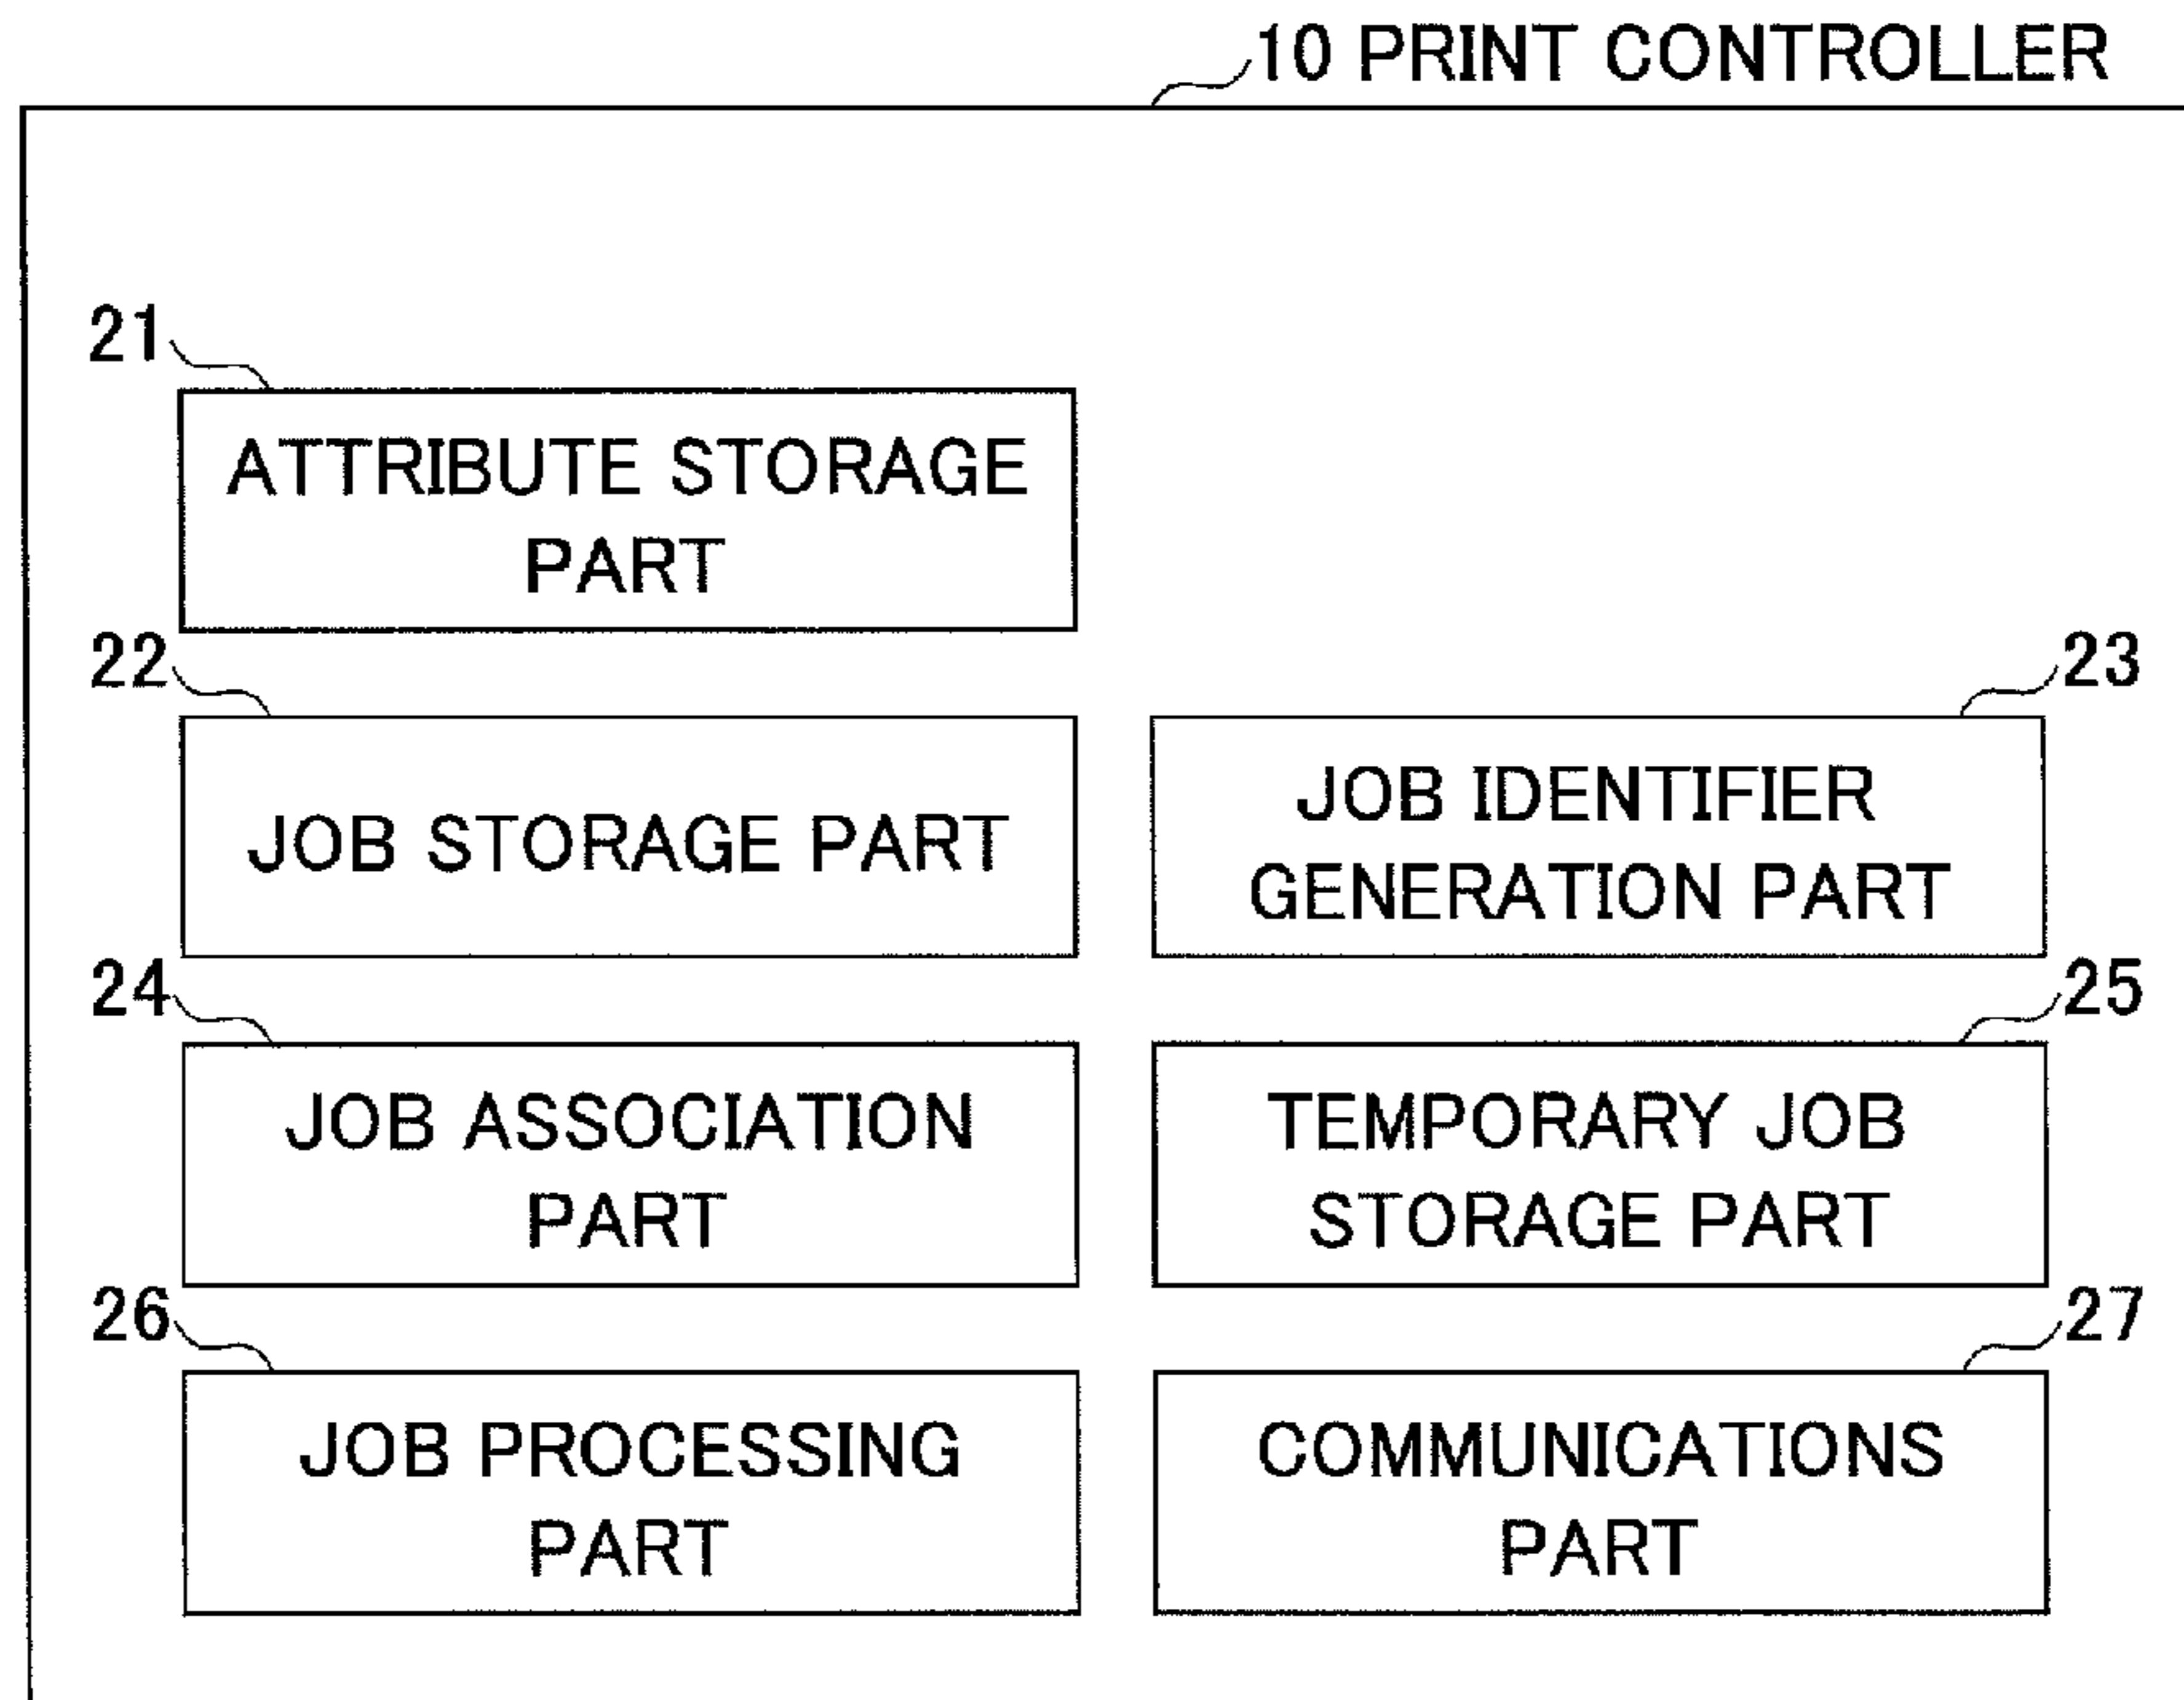 10 PRINT CONTROLLER
21
ATTRIBUTE STORAGE
PART
22
JOB STORAGE PART
23
JOB IDENTIFIER
GENERATION PART
24
JOB ASSOCIATION
PART
25
TEMPORARY JOB
STORAGE PART
26
JOB PROCESSING
PART
27
COMMUNICATIONS
PART